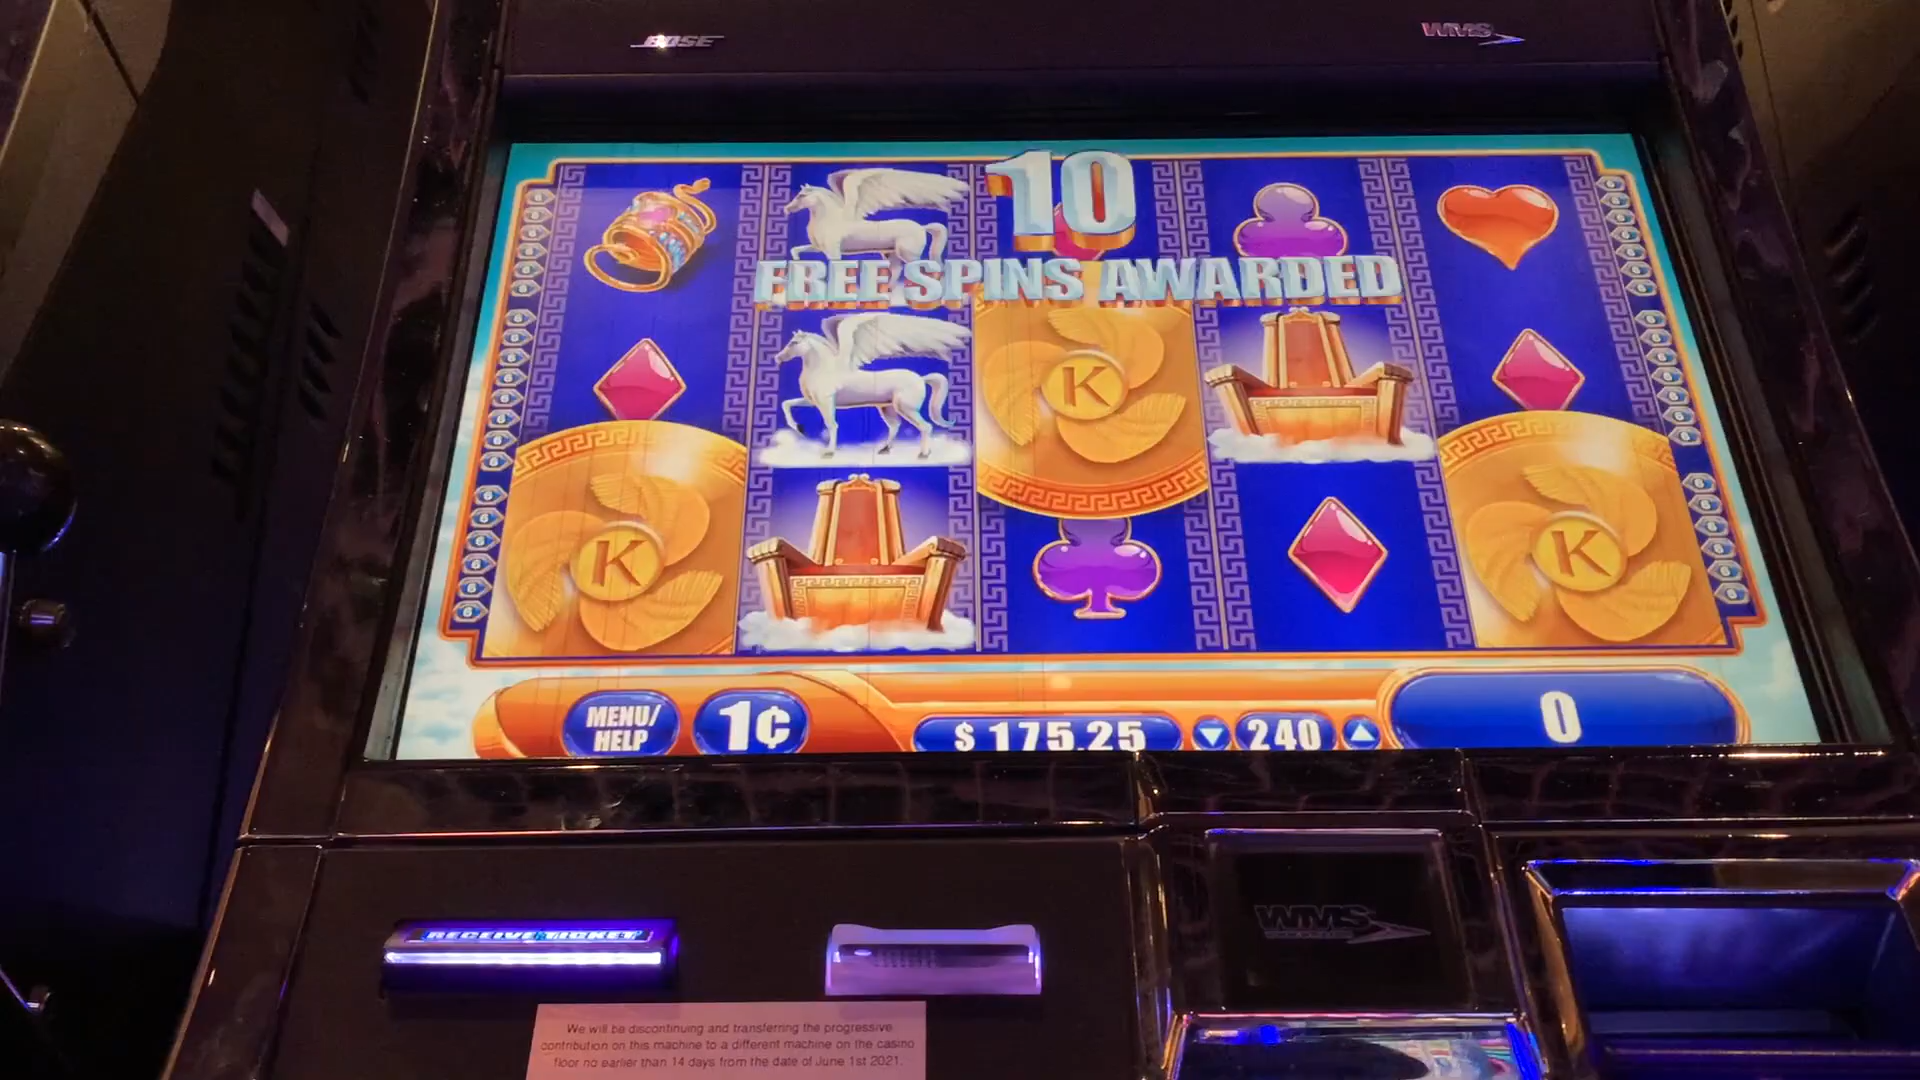 BOSE
WMS
10
FREE SPINS AWARDED
K
K
K
MENU/
HELP
1¢
$ 175.25
240
0
RECEIVE TICKET
WMS
We will be discontinuing and transferring the progressive
contribution on this machine to a different machine on the casino
floor no earlier than 14 days from the date of June 1st 2021.